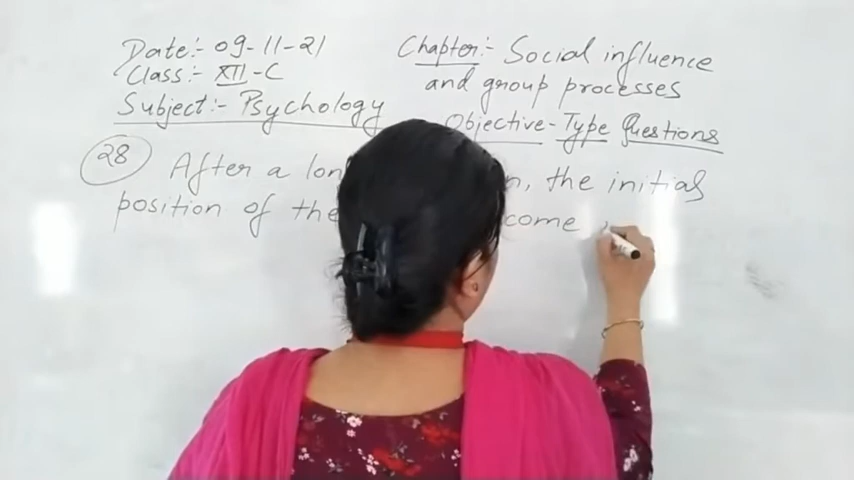 Date:- 09-11-21
Class:- XII-C
Subject:- Psychology
Chapter:- Social influence
and group processes
Objective-Type Questions
28 After a lon n, the initial
position of the come